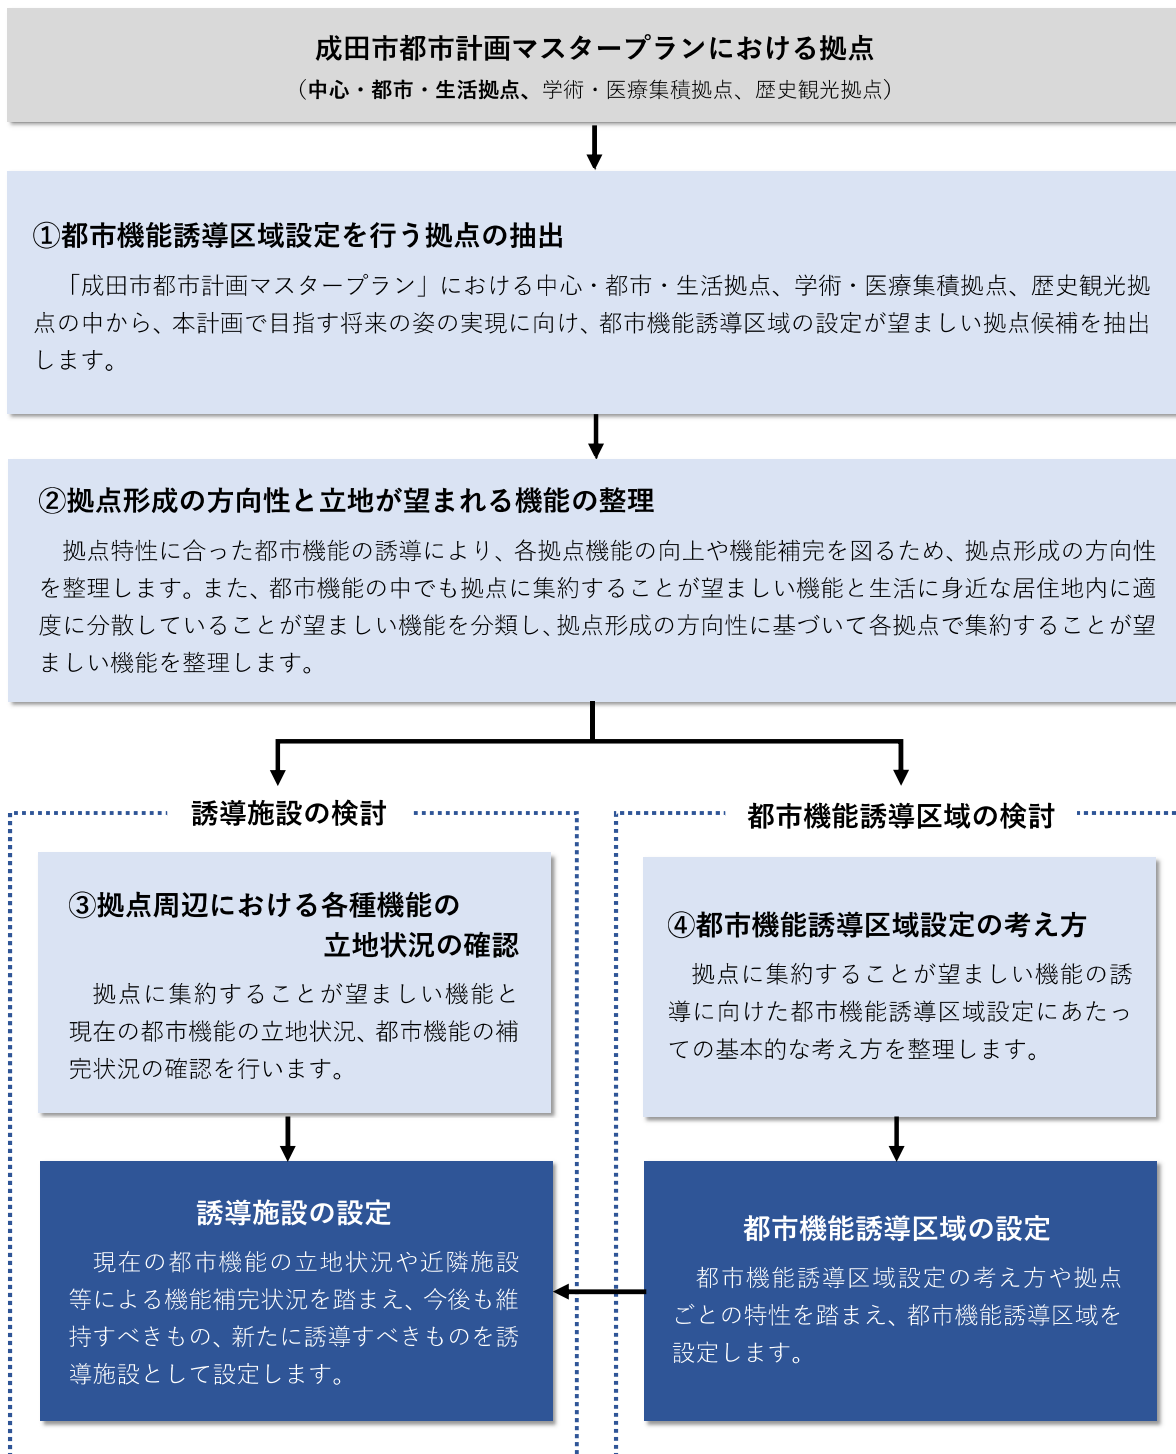 成田市都市計画マスタープランにおける拠点
（中心・都市・生活拠点、学術・医療集積拠点、歴史観光拠点）
①都市機能誘導区域設定を行う拠点の抽出
「成田市都市計画マスタープラン」における中心・都市・生活拠点、学術・医療集積拠点、歴史観光拠
点の中から、本計画で目指す将来の姿の実現に向け、都市機能誘導区域の設定が望ましい拠点候補を抽出
します。
②拠点形成の方向性と立地が望まれる機能の整理
拠点特性に合った都市機能の誘導により、各拠点機能の向上や機能補完を図るため、拠点形成の方向性
を整理します。また、都市機能の中でも拠点に集約することが望ましい機能と生活に身近な居住地内に適
度に分散していることが望ましい機能を分類し、拠点形成の方向性に基づいて各拠点で集約することが望
ましい機能を整理します。
誘導施設の検討
③拠点周辺における各種機能の
立地状況の確認
拠点に集約することが望ましい機能と
現在の都市機能の立地状況、都市機能の補
完状況の確認を行います。
誘導施設の設定
現在の都市機能の立地状況や近隣施設
等による機能補完状況を踏まえ、今後も維
持すべきもの、新たに誘導すべきものを誘
導施設として設定します。
都市機能誘導区域の検討
④都市機能誘導区域設定の考え方
拠点に集約することが望ましい機能の誘
導に向けた都市機能誘導区域設定にあたっ
ての基本的な考え方を整理します。
都市機能誘導区域の設定
都市機能誘導区域設定の考え方や拠点
ごとの特性を踏まえ、都市機能誘導区域を
設定します。